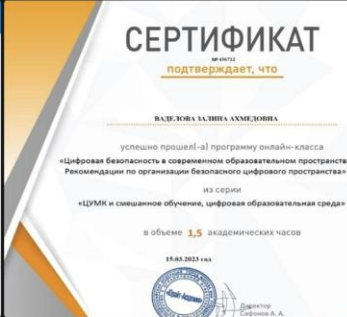 СЕРТИФИКАТ
№ 696712
подтверждает, что
ВАДЕЛОВА ЗАЛИНА АХМЕДОВНА
успешно прошел(-а) программу онлайн-класса
«Цифровая безопасность в современном образовательном пространстве
Рекомендации по организации безопасного цифрового пространства»
из серии
«ЦУМК и смешанное обучение, цифровая образовательная среда»
в объеме 1,5 академических часов
15.03.2023 год
Директор
Сафонов А. А.